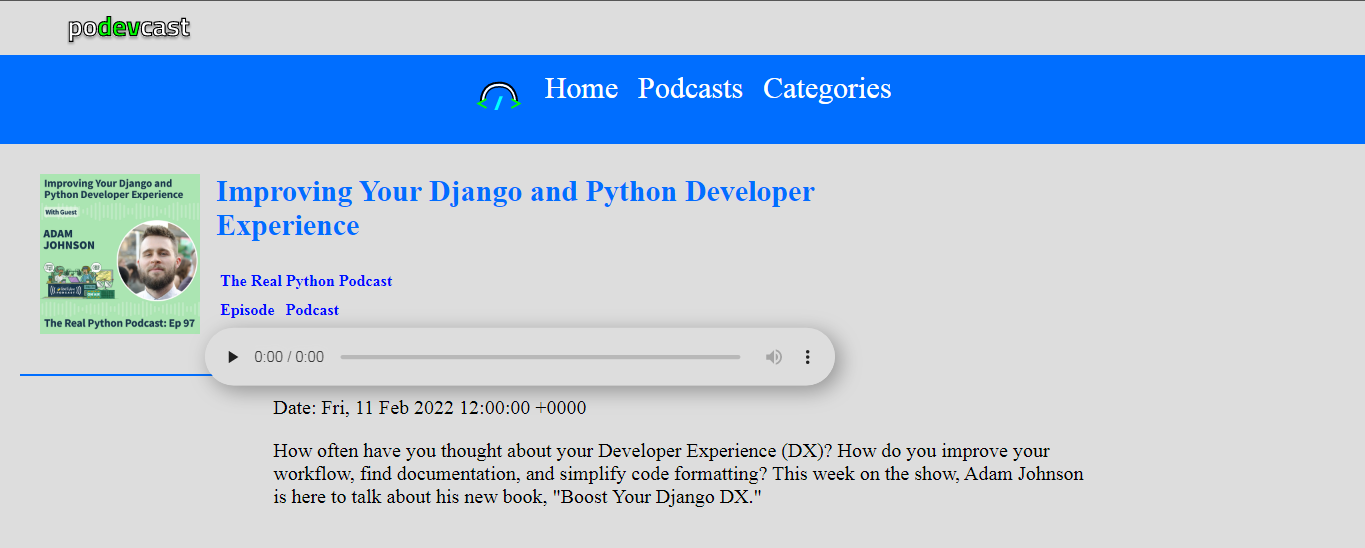 podevcast
Home Podcasts Categories
Improving Your Django and
Python Developer Experience
With Guest
ADAM
JOHNSON
The Real Python Podcast: Ep 97
Improving Your Django and Python Developer
Experience
The Real Python Podcast
Episode Podcast
0:00 / 0:00
Date: Fri, 11 Feb 2022 12:00:00 +0000
How often have you thought about your Developer Experience (DX)? How do you improve your
workflow, find documentation, and simplify code formatting? This week on the show, Adam Johnson
is here to talk about his new book, "Boost Your Django DX."